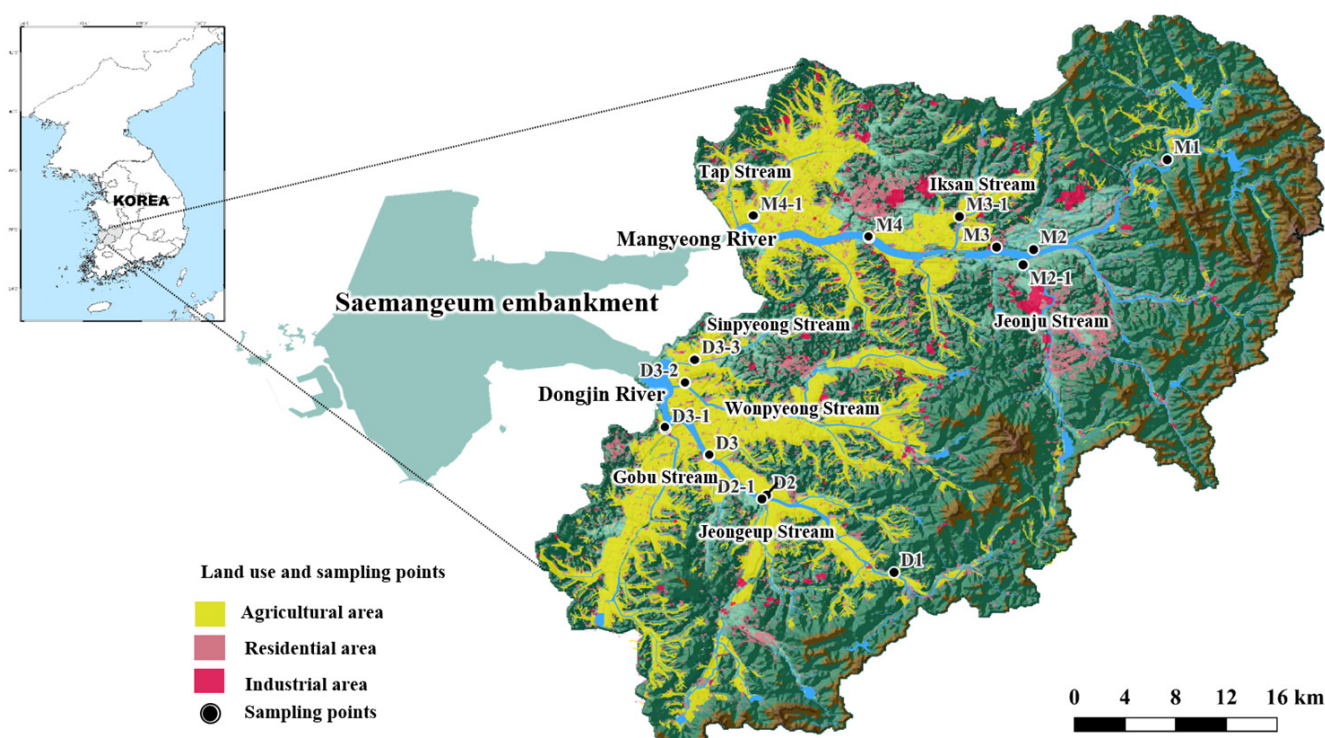 KOREA
Tap Stream
Iksan Stream
M1
M4-1
M3-1
M4
M3
M2
M2-1
Mangyeong River
Jeonju Stream
Saemangeum embankment
Sinpyeong Stream
D3-3
D3-2
Dongjin River
Wonpyeong Stream
D3-1
D3
Gobu Stream
D2-1
D2
Jeongeup Stream
D1
Land use and sampling points
Agricultural area
Residential area
Industrial area
Sampling points
0 4 8 12 16 km